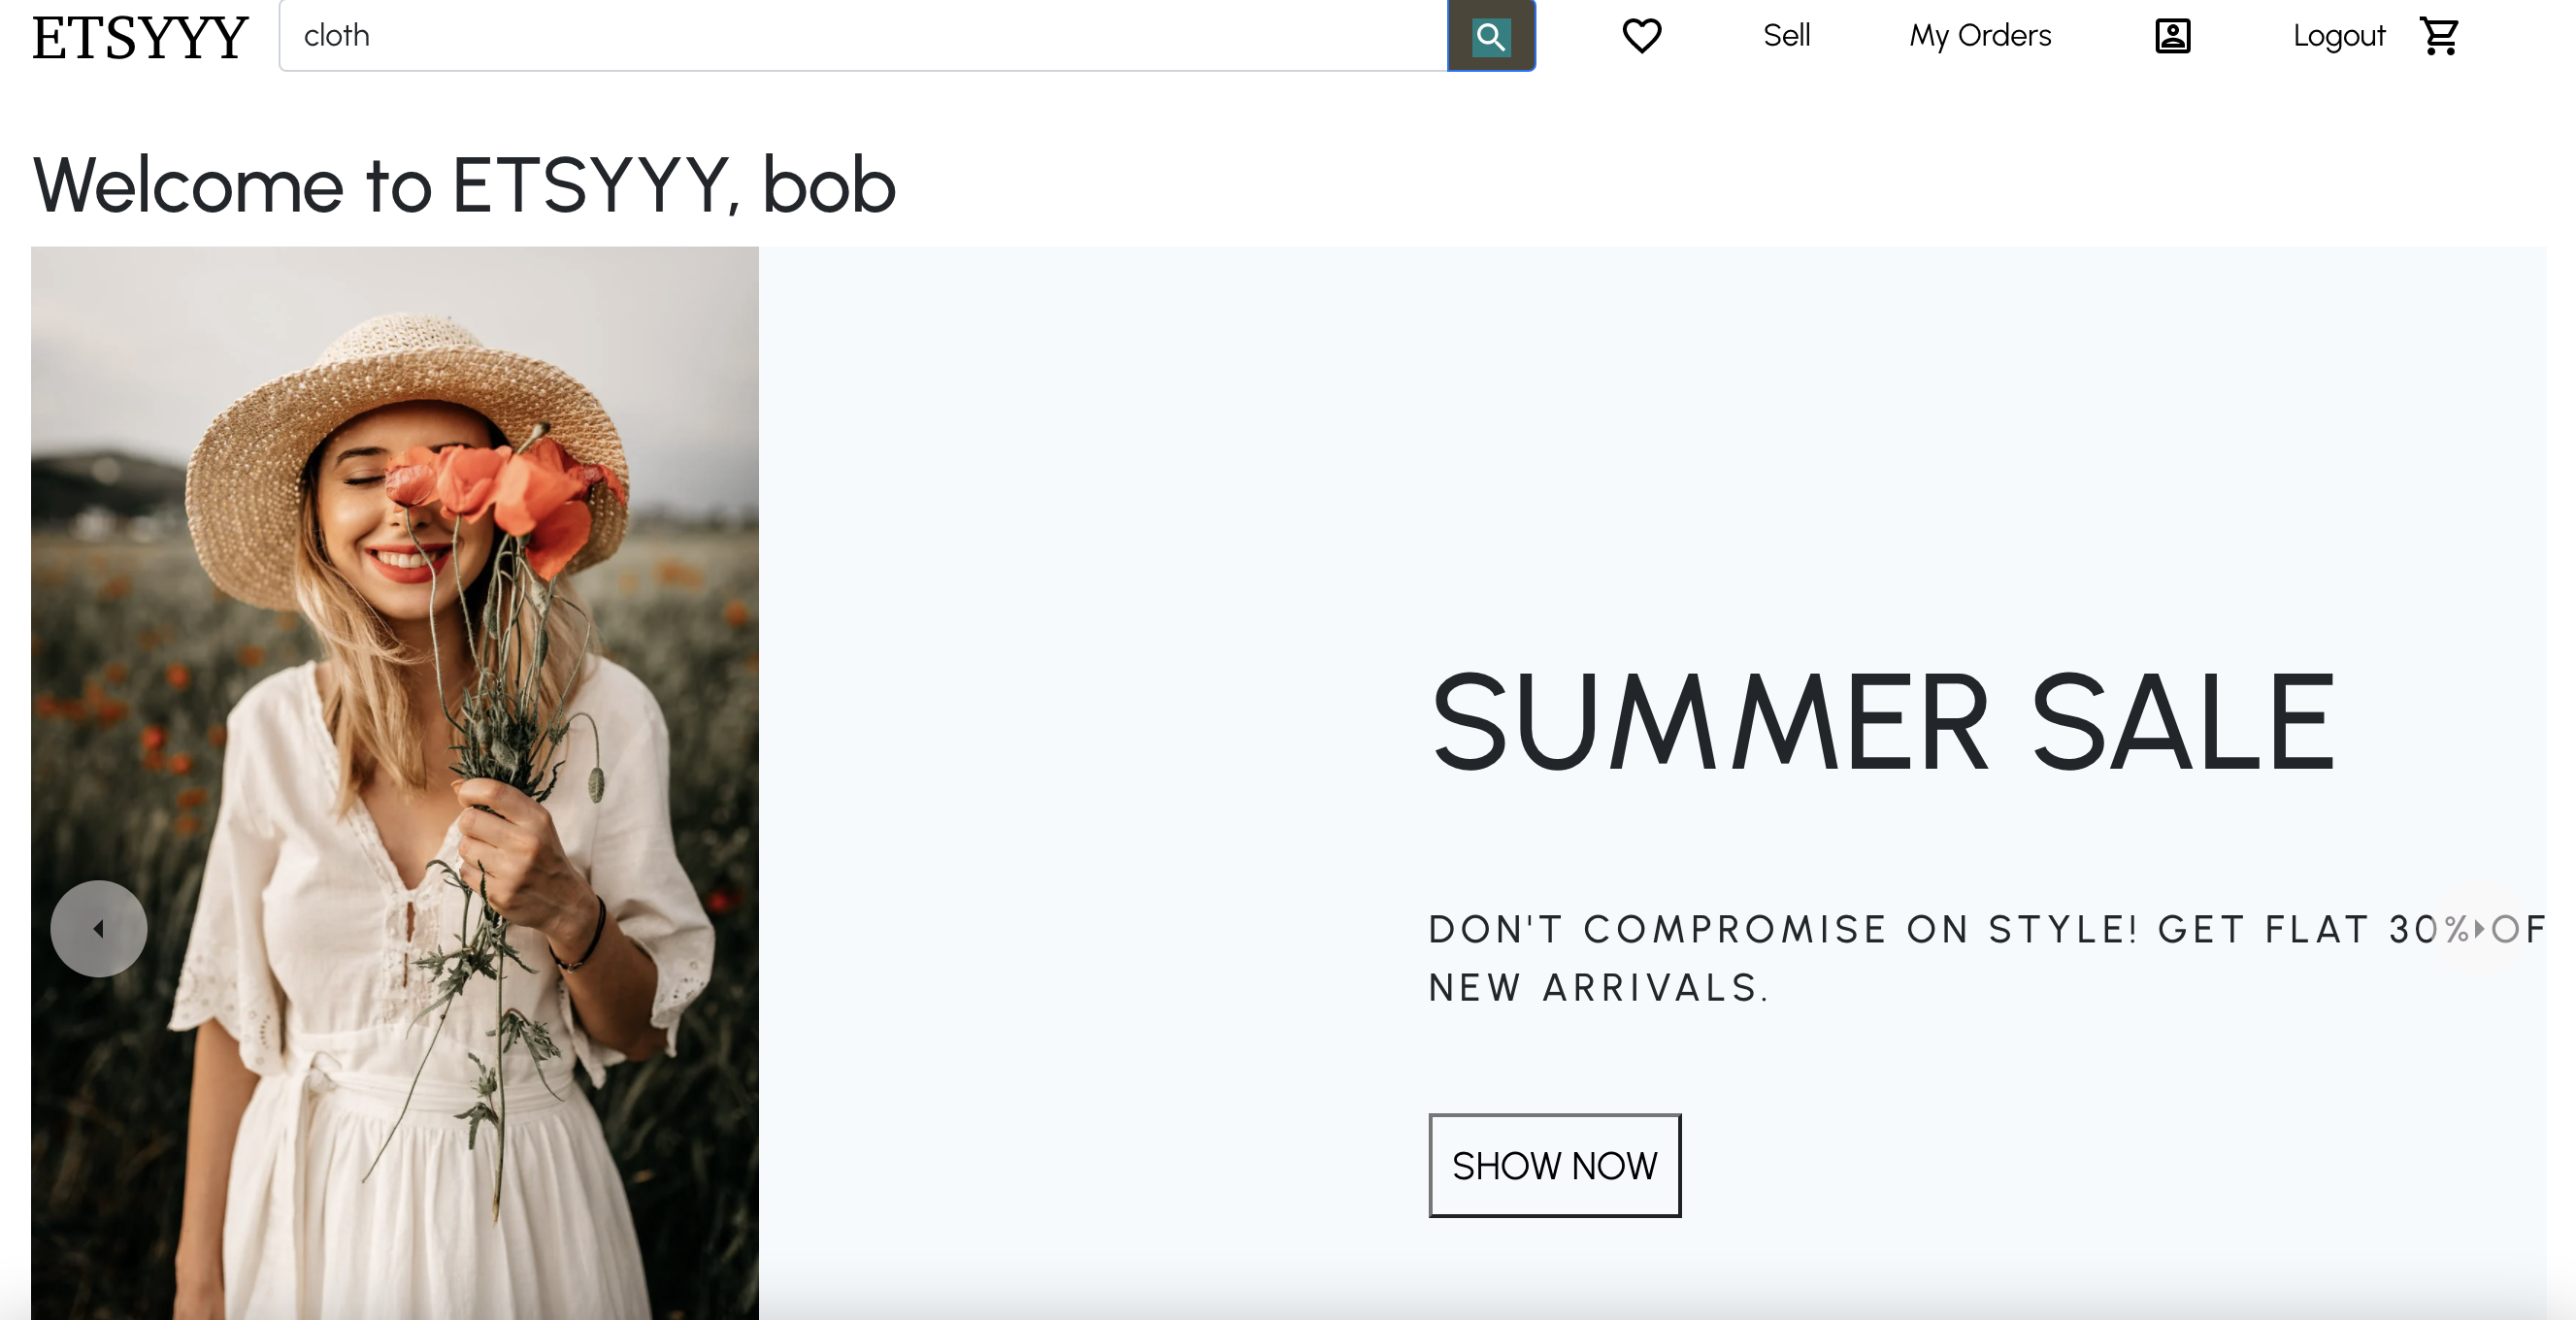 ETSYYY
cloth
Sell
My Orders
Logout
Welcome to ETSYYY, bob
SUMMER SALE
DON'T COMPROMISE ON STYLE! GET FLAT 30% OF
NEW ARRIVALS.
SHOW NOW